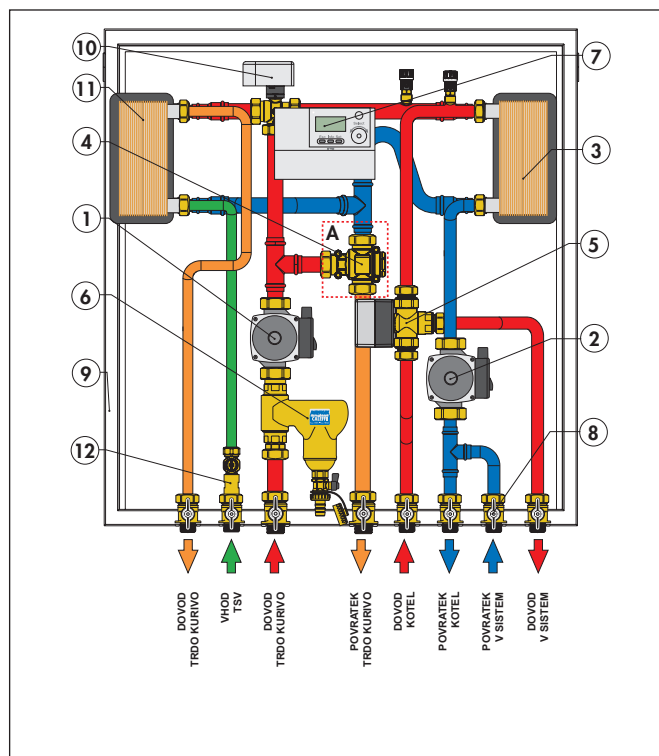 10
7
11
4
3
A
1
5
6
2
CALEFFI
9
8
12
DOVOD
TRDO KURIVO
VHOD
TSV
DOVOD
TRDO KURIVO
POVRATEK
TRDO KURIVO
DOVOD
KOTEL
POVRATEK
KOTEL
POVRATEK
V SISTEM
DOVOD
V SISTEM